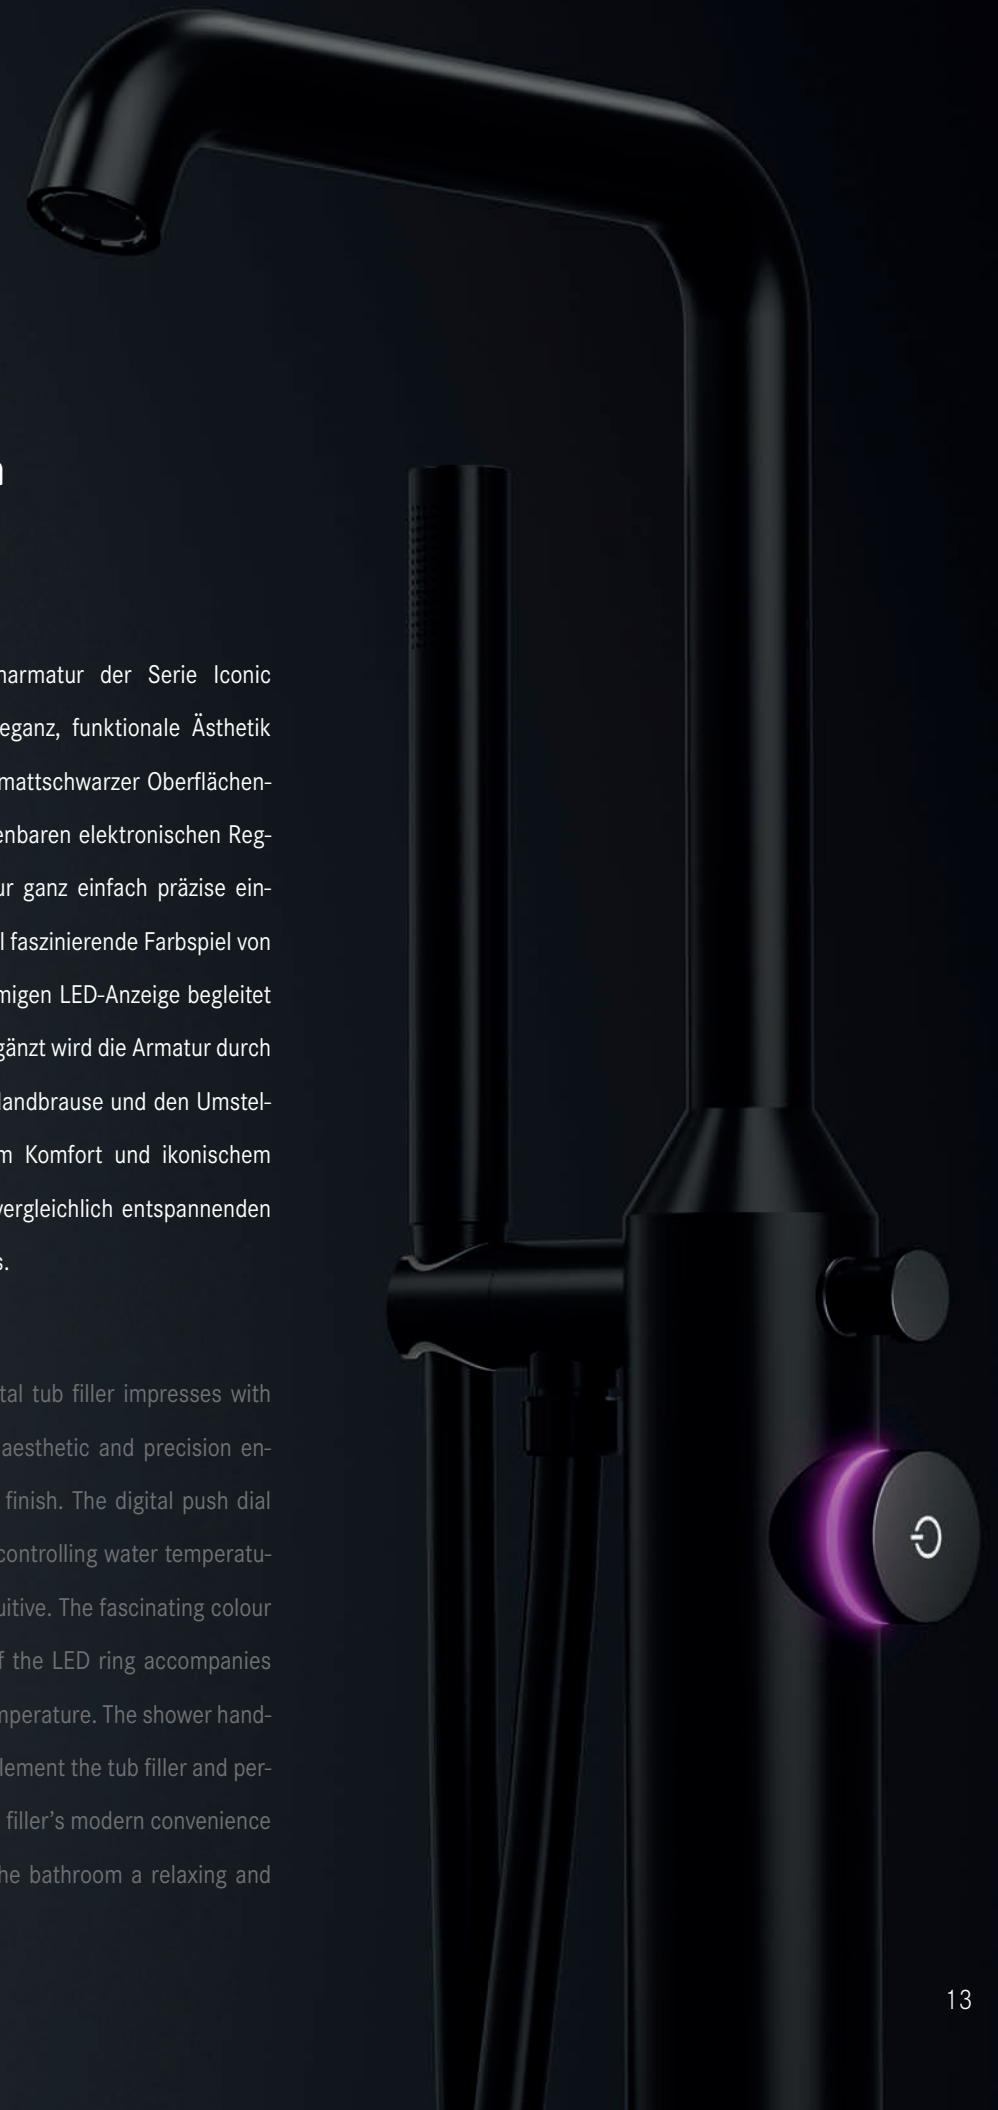 n
narmatur der Serie Iconic
eganz, funktionale Ästhetik
mattschwarzer Oberflächen-
enbaren elektronischen Reg-
ur ganz einfach präzise ein-
l faszinierende Farbspiel von
migen LED-Anzeige begleitet
gänzt wird die Armatur durch
Handbrause und den Umstel-
m Komfort und ikonischem
vergleichlich entspannenden
s.
tal tub filler impresses with
aesthetic and precision en-
finish. The digital push dial
controlling water temperatu-
uitive. The fascinating colour
f the LED ring accompanies
mperature. The shower hand-
lement the tub filler and per-
filler’s modern convenience
he bathroom a relaxing and
13